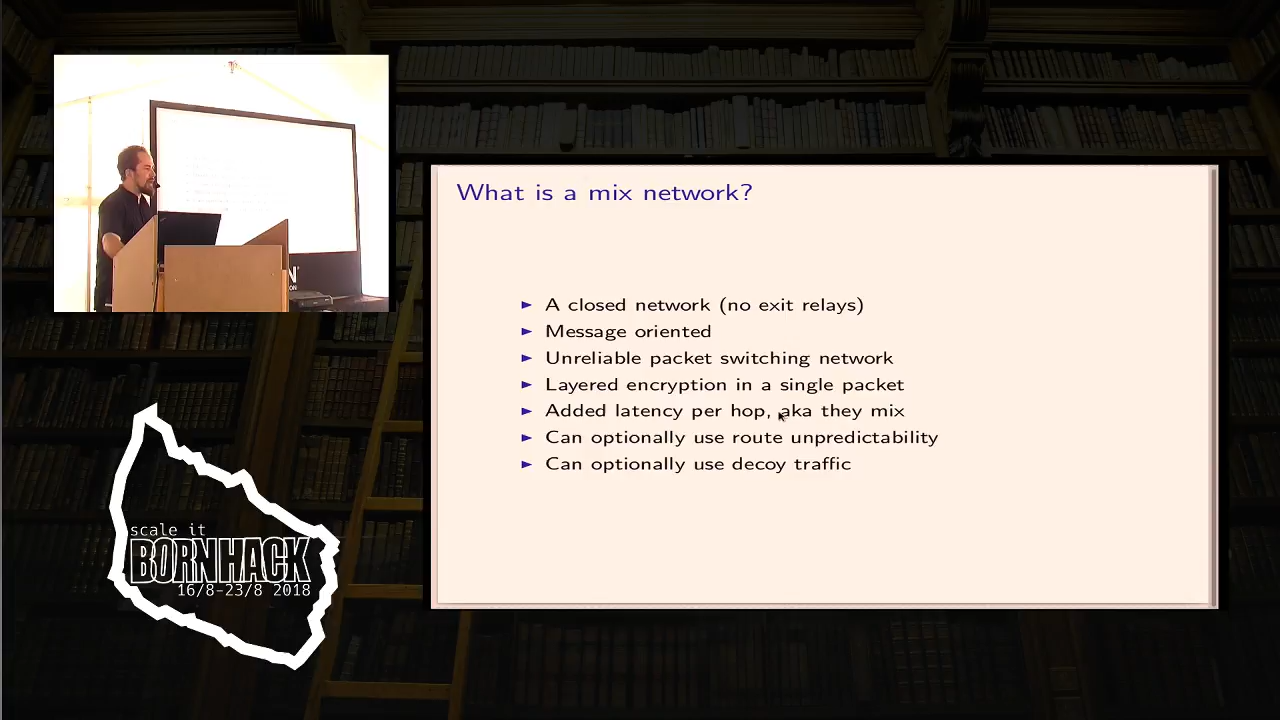 What is a mix network?
A closed network (no exit relays)
Message oriented
Unreliable packet switching network
Layered encryption in a single packet
Added latency per hop, aka they mix
Can optionally use route unpredictability
Can optionally use decoy traffic
scale it
BORNHACK
16/8-23/8 2018